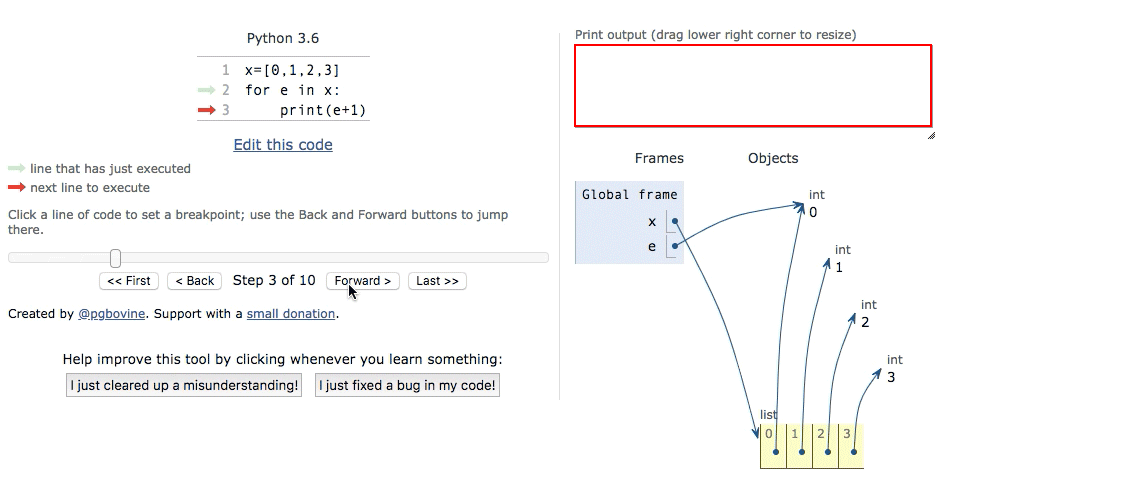 Python 3.6
1 x=[0,1,2,3]
2 for e in x:
3 print(e+1)
Edit this code
line that has just executed
next line to execute
Click a line of code to set a breakpoint; use the Back and Forward buttons to jump
there.
<< First < Back Step 3 of 10 Forward > Last >>
Created by @pgbovine. Support with a small donation.
Help improve this tool by clicking whenever you learn something:
I just cleared up a misunderstanding! I just fixed a bug in my code!
Print output (drag lower right corner to resize)
Frames Objects
Global frame
x
e
int
0
int
1
int
2
int
3
list
0 1 2 3